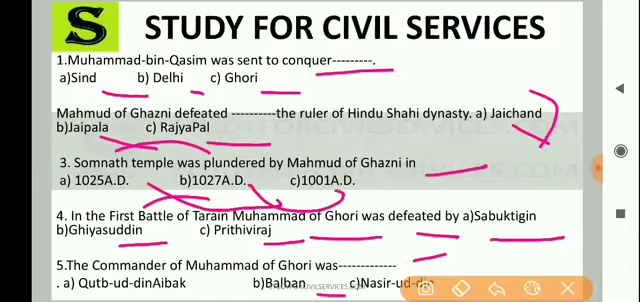 S STUDY FOR CIVIL SERVICES
1.Muhammad-bin-Qasim was sent to conquer---------.
a)Sind b) Delhi c) Ghori
Mahmud of Ghazni defeated ----------the ruler of Hindu Shahi dynasty. a) Jaichand
b)Jaipala c) RajyaPal
3. Somnath temple was plundered by Mahmud of Ghazni in
a) 1025A.D. b)1027A.D. c)1001A.D.
4. In the First Battle of Tarain Muhammad of Ghori was defeated by a)Sabuktigin
b)Ghiyasuddin c) Prithiviraj
5.The Commander of Muhammad of Ghori was-------------
. a) Qutb-ud-dinAibak b)Balban c)Nasir-ud-din